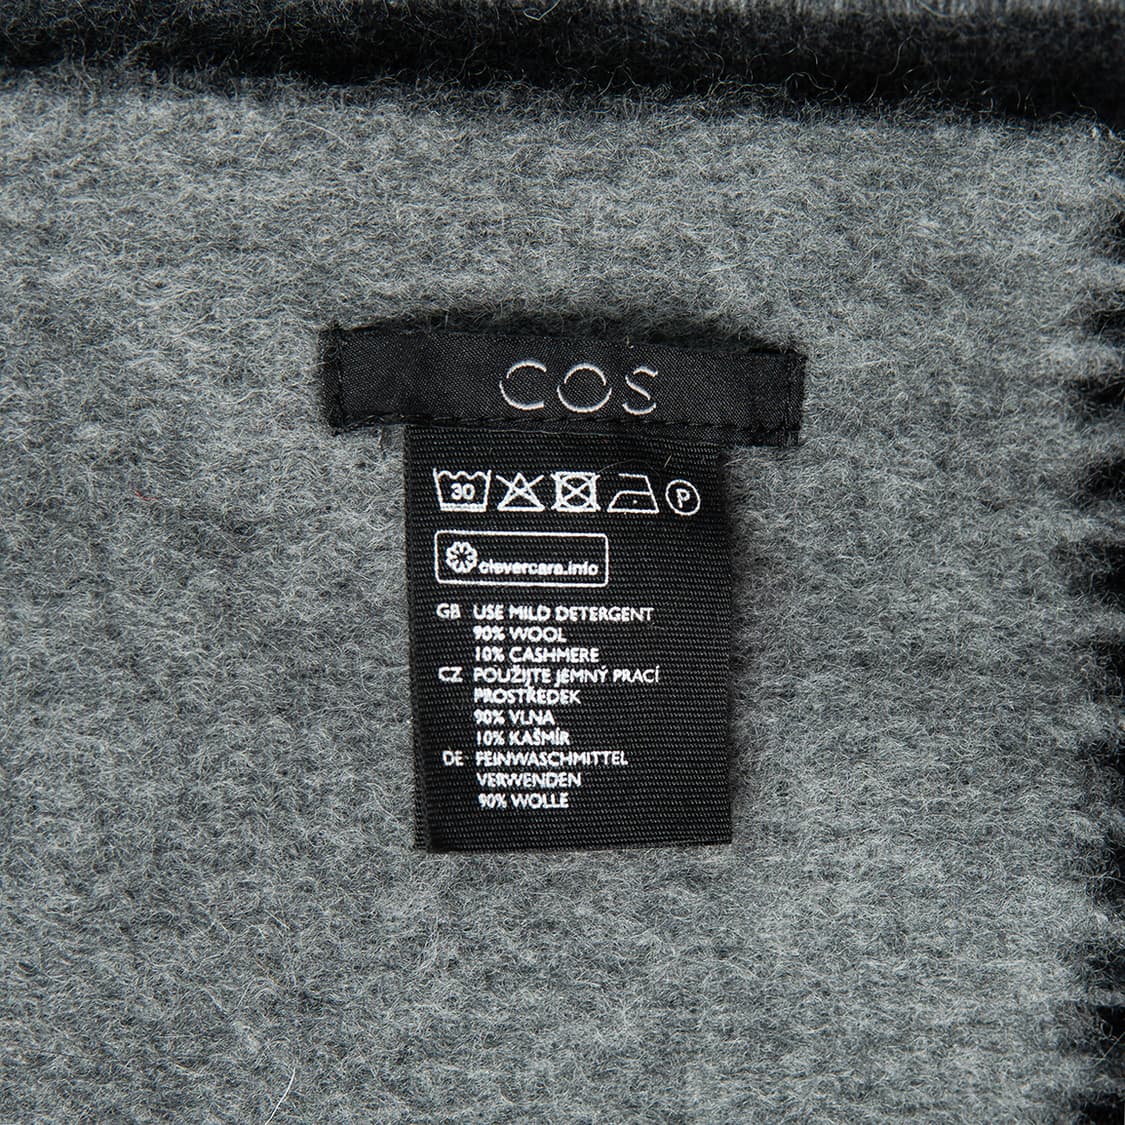 COS
30 P
clevercare.info
GB USE MILD DETERGENT
90% WOOL
10% CASHMERE
CZ POUŽIJTE JEMNÝ PRACÍ
PROSTŘEDEK
90% VLNA
10% KAŠMÍR
DE FEINWASCHMITTEL
VERWENDEN
90% WOLLE